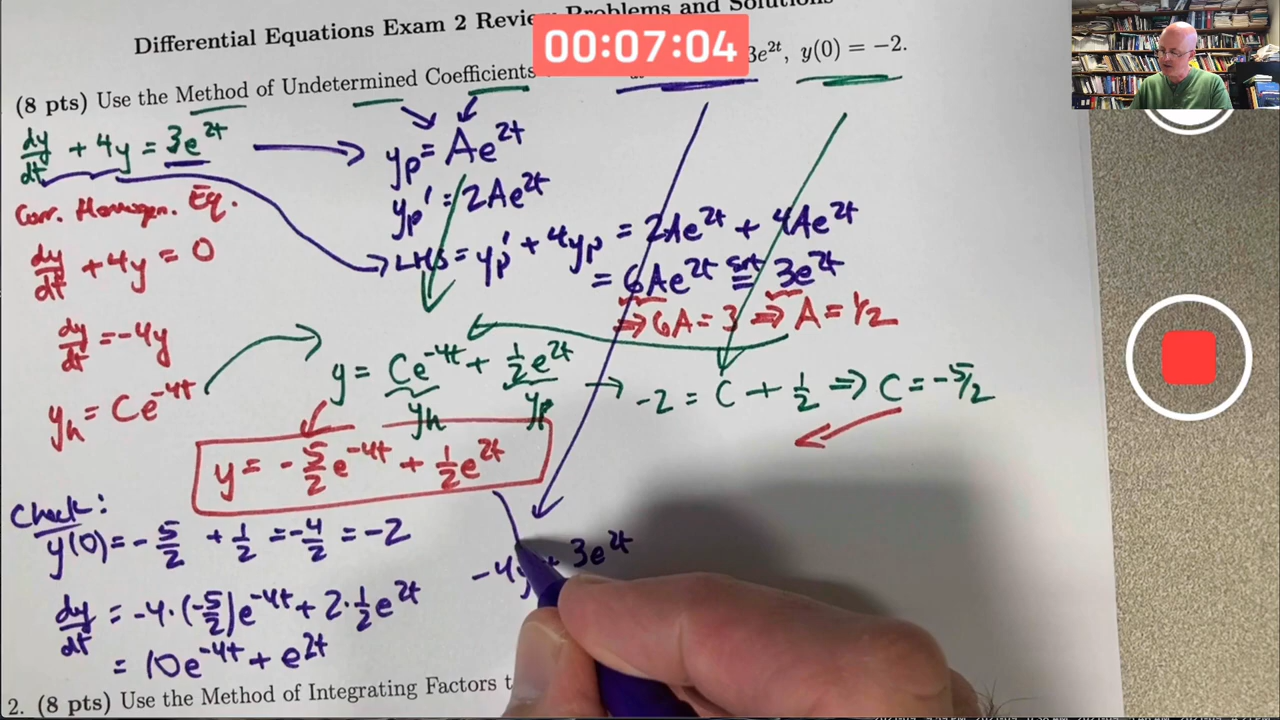 Differential Equations Exam 2 Review Problems and Solutions
00:07:04
(8 pts) Use the Method of Undetermined Coefficients 3e^{2t}, y(0) = −2.
dy/dt + 4y = 3e^{2t}
y_p = Ae^{2t}
y_p' = 2Ae^{2t}
Corr. Homogen. Eq.
LHS = y_p' + 4y_p = 2Ae^{2t} + 4Ae^{2t}
dy/dt + 4y = 0
= 6Ae^{2t} = 3e^{2t}
⇒ 6A = 3 ⇒ A = 1/2
dy/dt = -4y
y = Ce^{-4t} + 1/2 e^{2t} → -2 = C + 1/2 ⇒ C = -5/2
y_h = Ce^{-4t}
y_h y_p
y = -5/2 e^{-4t} + 1/2 e^{2t}
Check:
y(0) = -5/2 + 1/2 = -4/2 = -2
-4y + 3e^{2t}
dy/dt = -4·(-5/2)e^{-4t} + 2·1/2 e^{2t}
= 10e^{-4t} + e^{2t}
2. (8 pts) Use the Method of Integrating Factors